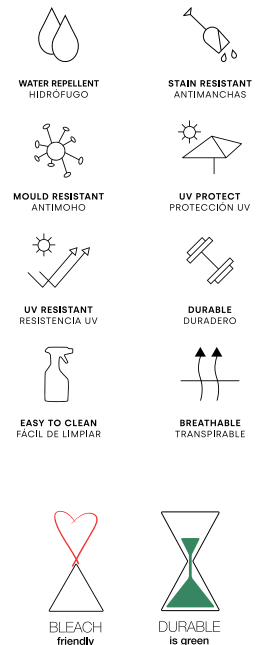 WATER REPELLENT
HIDRÓFUGO
STAIN RESISTANT
ANTIMANCHAS
MOULD RESISTANT
ANTIMOHO
UV PROTECT
PROTECCIÓN UV
UV RESISTANT
RESISTENCIA UV
DURABLE
DURADERO
EASY TO CLEAN
FÁCIL DE LIMPIAR
BREATHABLE
TRANSPIRABLE
BLEACH
friendly
DURABLE
is green